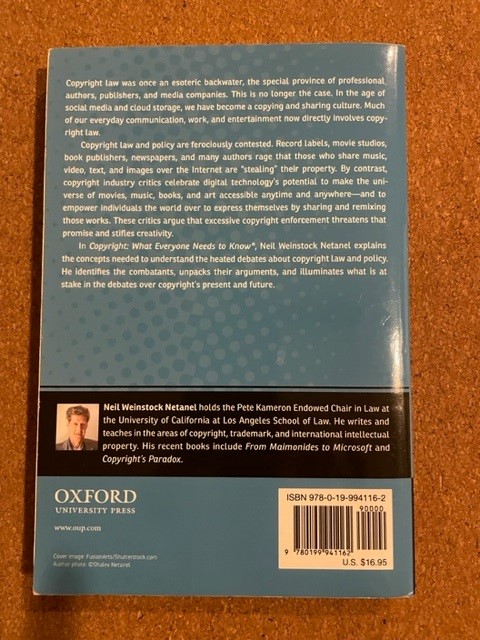 Copyright law was once an esoteric backwater, the special province of professional
authors, publishers, and media companies. This is no longer the case. In the age of
social media and cloud storage, we have become a copying and sharing culture. Much
of our everyday communication, work, and entertainment now directly involves copy-
right law.
Copyright law and policy are ferociously contested. Record labels, movie studios,
book publishers, newspapers, and many authors rage that those who share music,
video, text, and images over the Internet are "stealing" their property. By contrast,
copyright industry critics celebrate digital technology's potential to make the uni-
verse of movies, music, books, and art accessible anytime and anywhere—and to
empower individuals the world over to express themselves by sharing and remixing
those works. These critics argue that excessive copyright enforcement threatens that
promise and stifles creativity.
In Copyright: What Everyone Needs to Know®, Neil Weinstock Netanel explains
the concepts needed to understand the heated debates about copyright law and policy.
He identifies the combatants, unpacks their arguments, and illuminates what is at
stake in the debates over copyright's present and future.
Neil Weinstock Netanel holds the Pete Kameron Endowed Chair in Law at
the University of California at Los Angeles School of Law. He writes and
teaches in the areas of copyright, trademark, and international intellectual
property. His recent books include From Maimonides to Microsoft and
Copyright's Paradox.
OXFORD
UNIVERSITY PRESS
www.oup.com
Cover image: FusionArts/Shutterstock.com
Author photo: ©Shalev Netanel
ISBN 978-0-19-994116-2
90000
9 780199 941162
U.S. $16.95